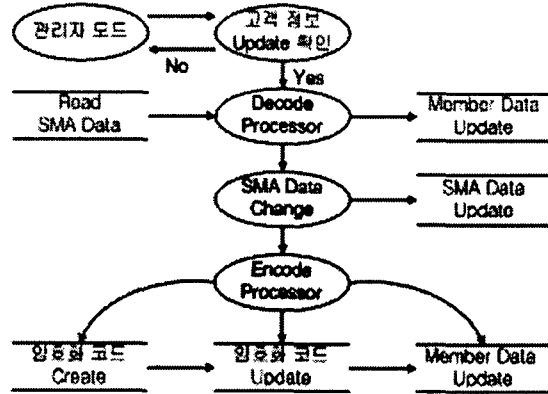 관리자 모드
고객 정보
Update 확인
No
Yes
Read
SMA Data
Decode
Processor
Member Data
Update
SMA Data
Change
SMA Data
Update
Encode
Processor
암호화 코드
Create
암호화 코드
Update
Member Data
Update